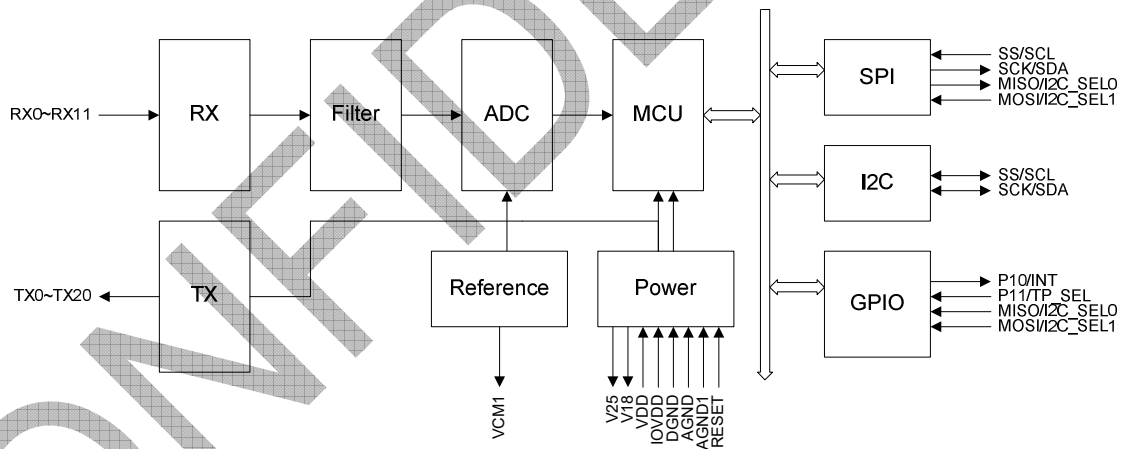 RX0~RX11
RX
Filter
ADC
MCU
SPI
SS/SCL
SCK/SDA
MISO/I2C_SEL0
MOSI/I2C_SEL1
I2C
SS/SCL
SCK/SDA
TX0~TX20
TX
Reference
Power
GPIO
P10/INT
P11/TP_SEL
MISO/I2C_SEL0
MOSI/I2C_SEL1
VCM1
V25
V18
VDD
IOVDD
DGND
AGND
AGND1
RESET